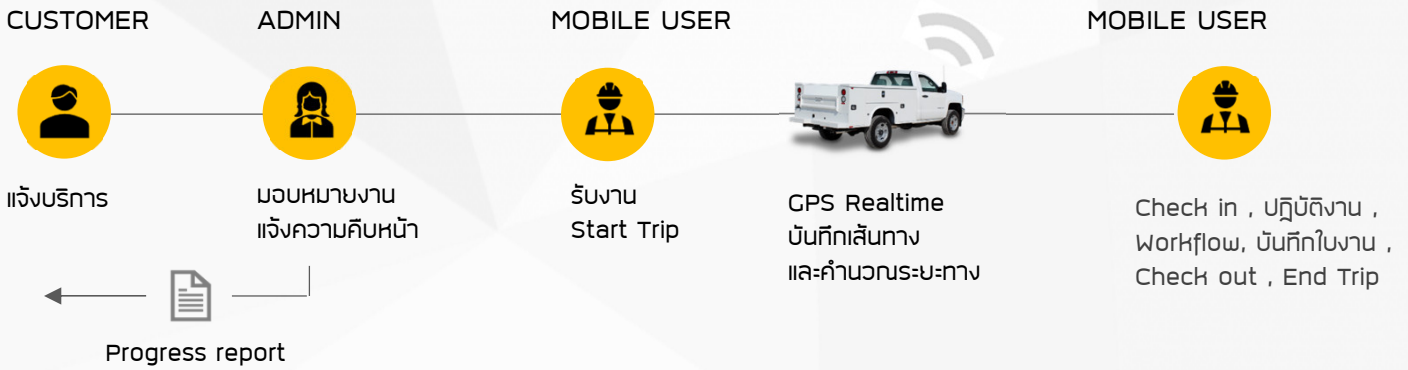 CUSTOMER
ADMIN
MOBILE USER
MOBILE USER
แจ้งบริการ
มอบหมายงาน
แจ้งความคืบหน้า
รับงาน
Start Trip
GPS Realtime
บันทึกเส้นทาง
และคำนวณระยะทาง
Check in , ปฎิบัติงาน ,
Workflow, บันทึกใบงาน ,
Check out , End Trip
Progress report